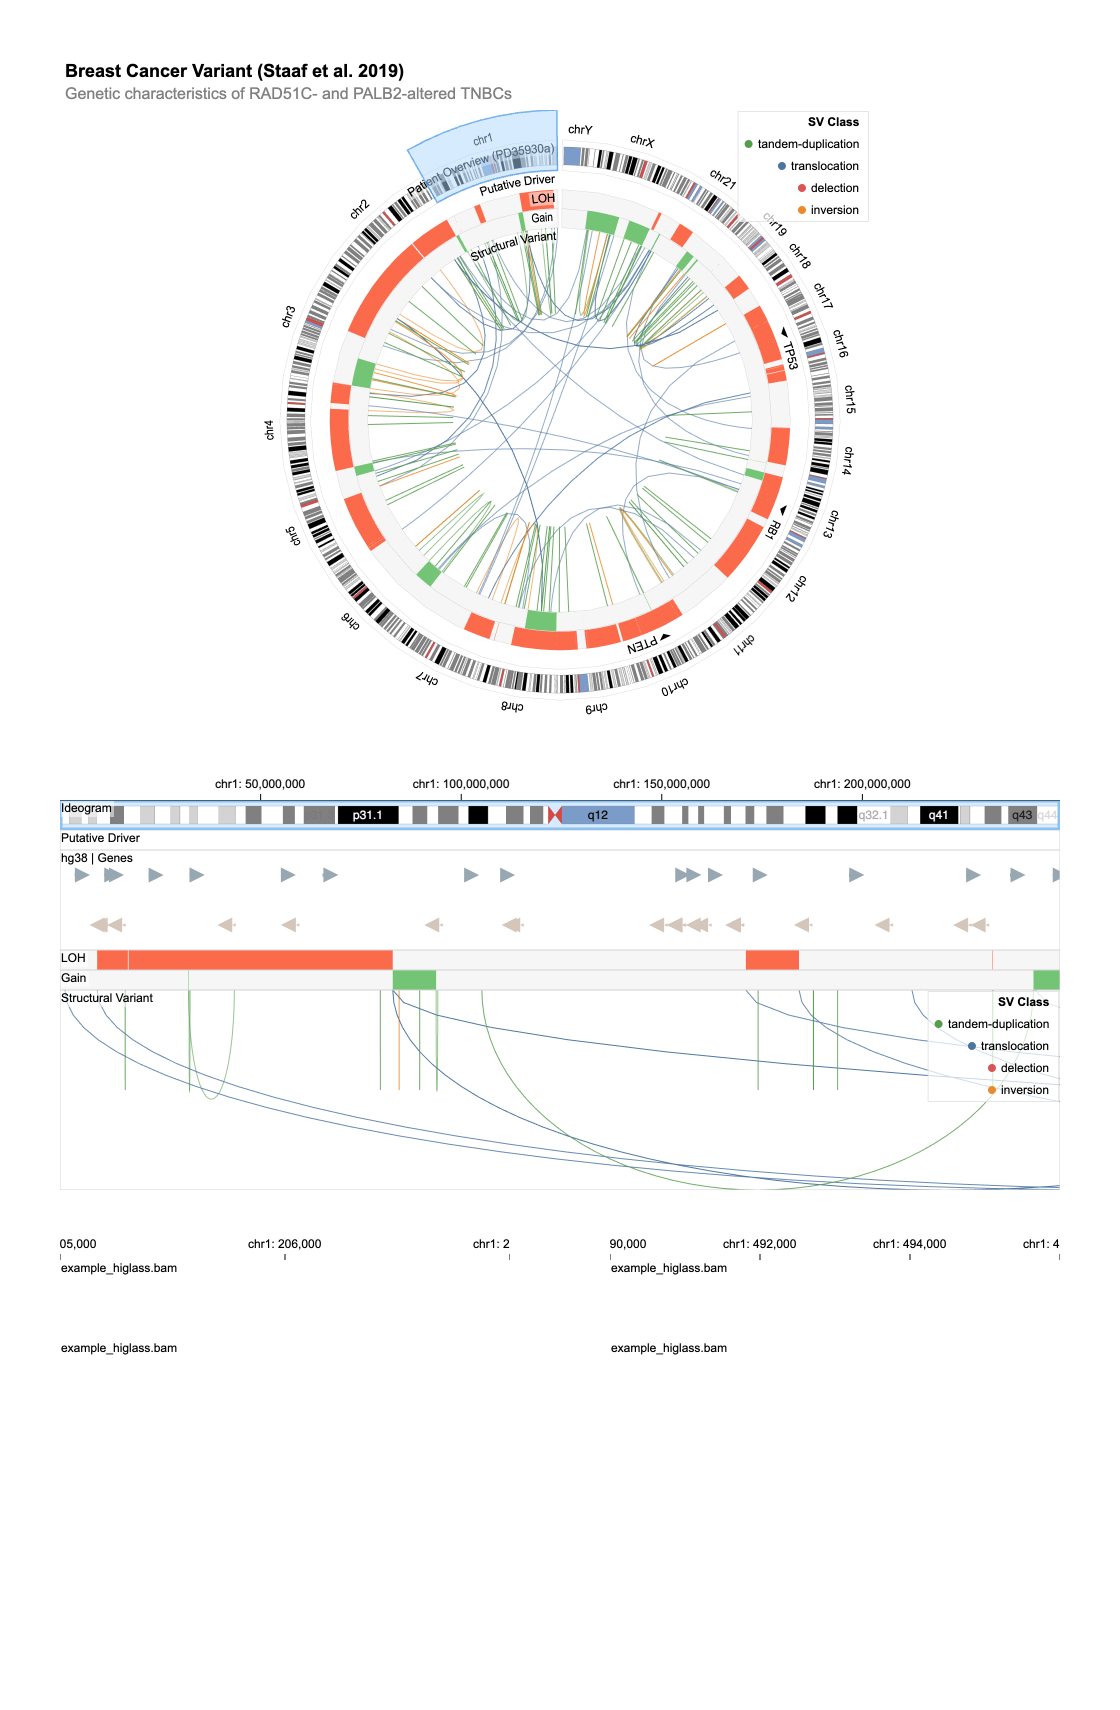 Breast Cancer Variant (Staaf et al. 2019)
Genetic characteristics of RAD51C- and PALB2-altered TNBCs
chr1
Patient Overview (PD35930a)
Putative Driver
LOH
Gain
Structural Variant
chrY
chrX
chr21
chr19
chr18
chr17
chr16
chr15
chr14
chr13
chr12
chr11
chr10
chr9
chr8
chr7
chr6
chr5
chr4
chr3
chr2
TP53
RB1
PTEN
SV Class
tandem-duplication
translocation
delection
inversion
chr1: 50,000,000 chr1: 100,000,000 chr1: 150,000,000 chr1: 200,000,000
Ideogram p31.1 q12 q32.1 q41 q43 q44
Putative Driver
hg38 | Genes
LOH
Gain
Structural Variant
SV Class
tandem-duplication
translocation
delection
inversion
05,000 chr1: 206,000 chr1: 2 90,000 chr1: 492,000 chr1: 494,000 chr1: 4
example_higlass.bam example_higlass.bam
example_higlass.bam example_higlass.bam